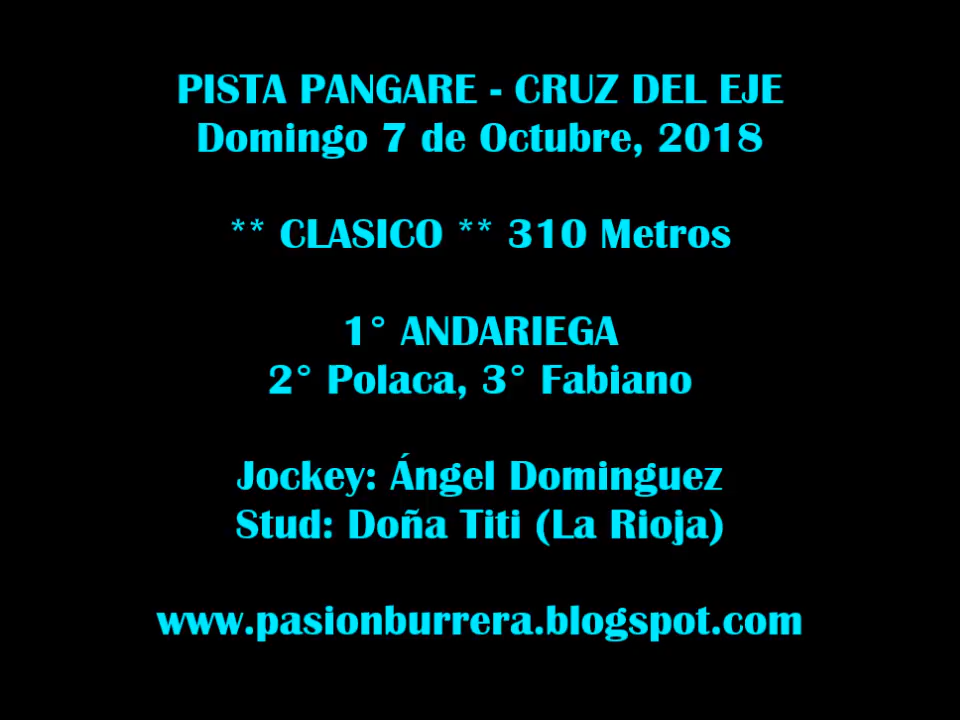 PISTA PANGARE - CRUZ DEL EJE
Domingo 7 de Octubre, 2018
** CLASICO ** 310 Metros
1° ANDARIEGA
2° Polaca, 3° Fabiano
Jockey: Ángel Dominguez
Stud: Doña Titi (La Rioja)
www.pasionburrera.blogspot.com